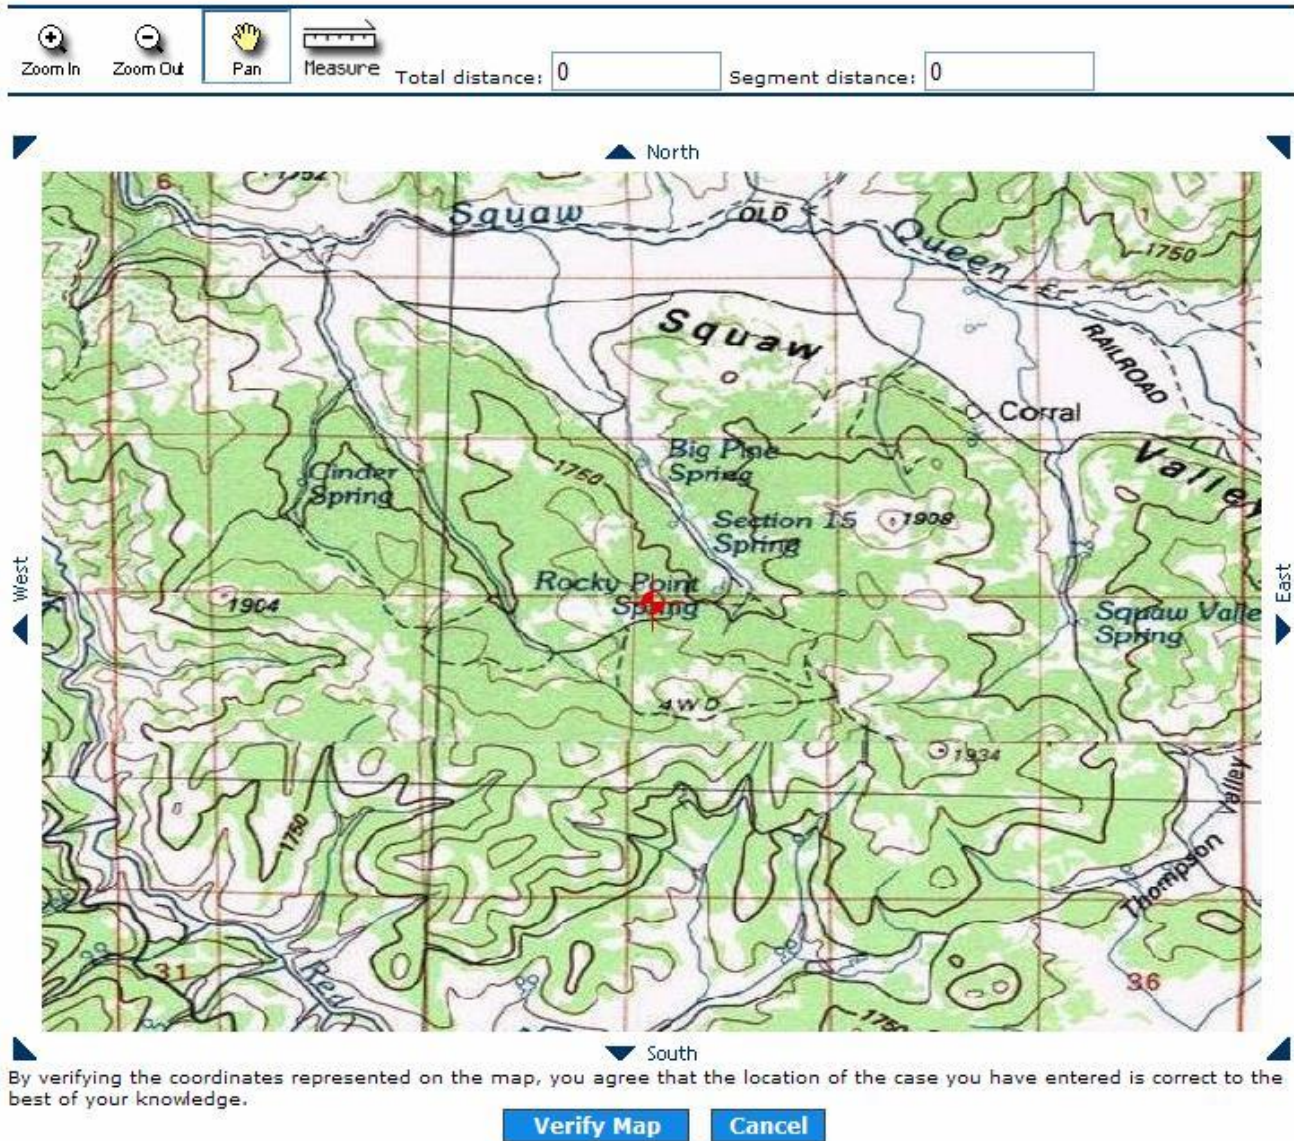 Zoom In
Zoom Out
Pan
Measure
Total distance: 0
Segment distance: 0
North
6
1952
Squaw
OLD
Queen
1
1750
Squaw
RAILROAD
Corral
Valley
Big Pine
Spring
Cinder
Spring
1750
Section 15
Spring
1908
West
East
Rocky Point
Spring
1904
Squaw Valle
Spring
4WD
1934
1750
Valley
Thompson
31
Red
36
1750
South
By verifying the coordinates represented on the map, you agree that the location of the case you have entered is correct to the
best of your knowledge.
Verify Map
Cancel